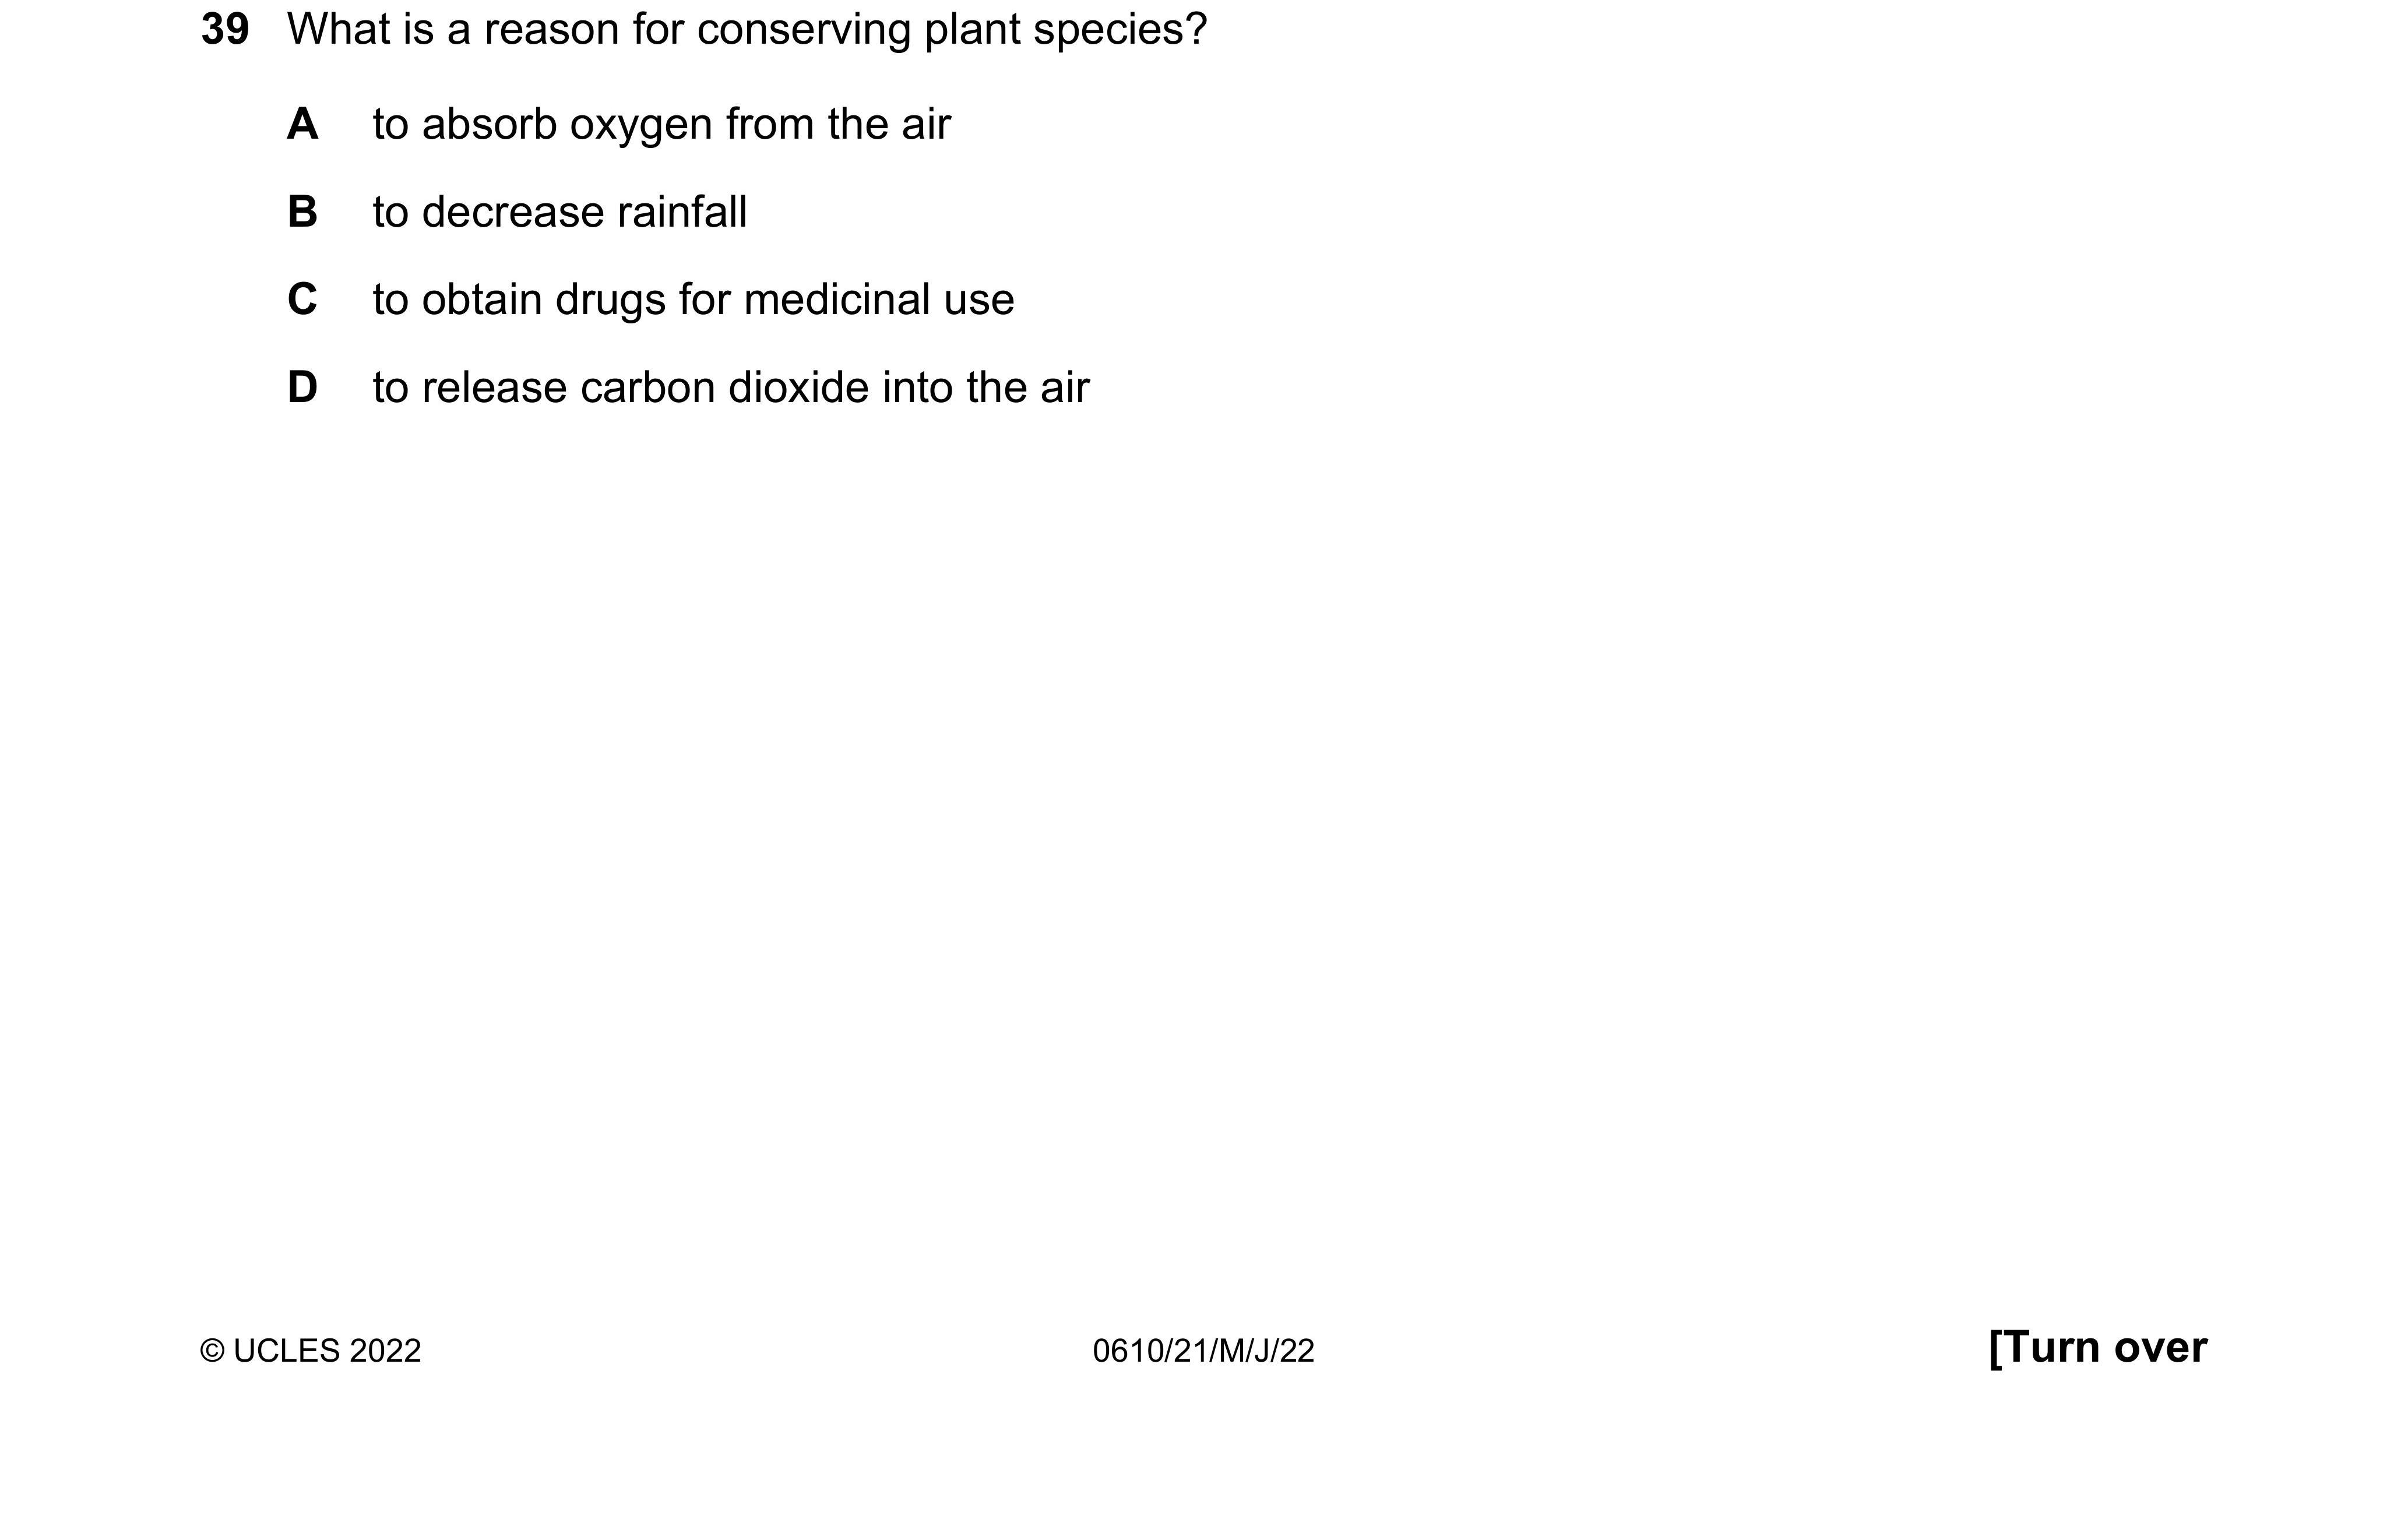 39 What is a reason for conserving plant species?
A to absorb oxygen from the air
B to decrease rainfall
C to obtain drugs for medicinal use
D to release carbon dioxide into the air
© UCLES 2022 0610/21/M/J/22 [Turn over